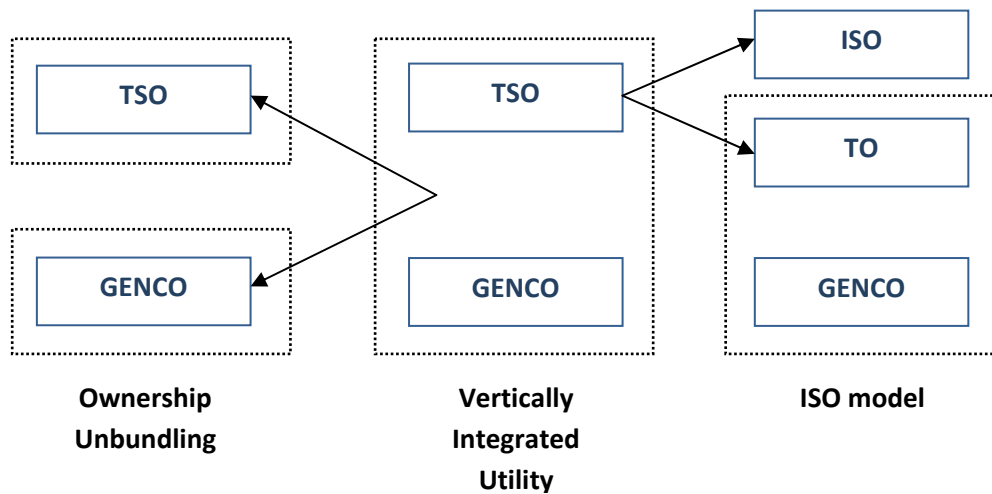 TSO
GENCO
Ownership
Unbundling
TSO
GENCO
Vertically
Integrated
Utility
ISO
TO
GENCO
ISO model